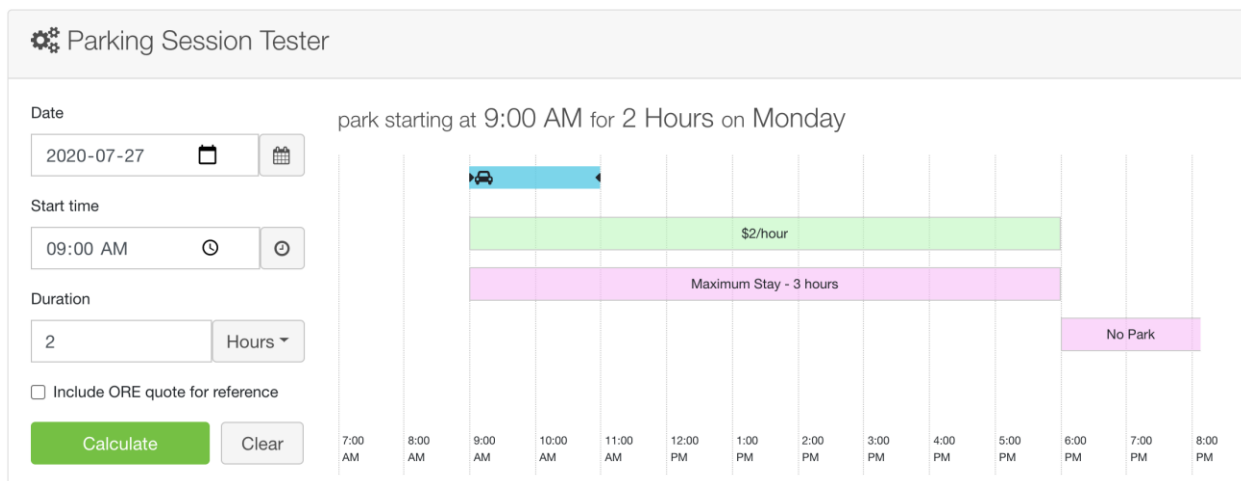 Parking Session Tester
Date
2020-07-27
Start time
09:00 AM
Duration
2
Hours
Include ORE quote for reference
Calculate
Clear
park starting at 9:00 AM for 2 Hours on Monday
$2/hour
Maximum Stay - 3 hours
No Park
7:00 AM
8:00 AM
9:00 AM
10:00 AM
11:00 AM
12:00 PM
1:00 PM
2:00 PM
3:00 PM
4:00 PM
5:00 PM
6:00 PM
7:00 PM
8:00 PM